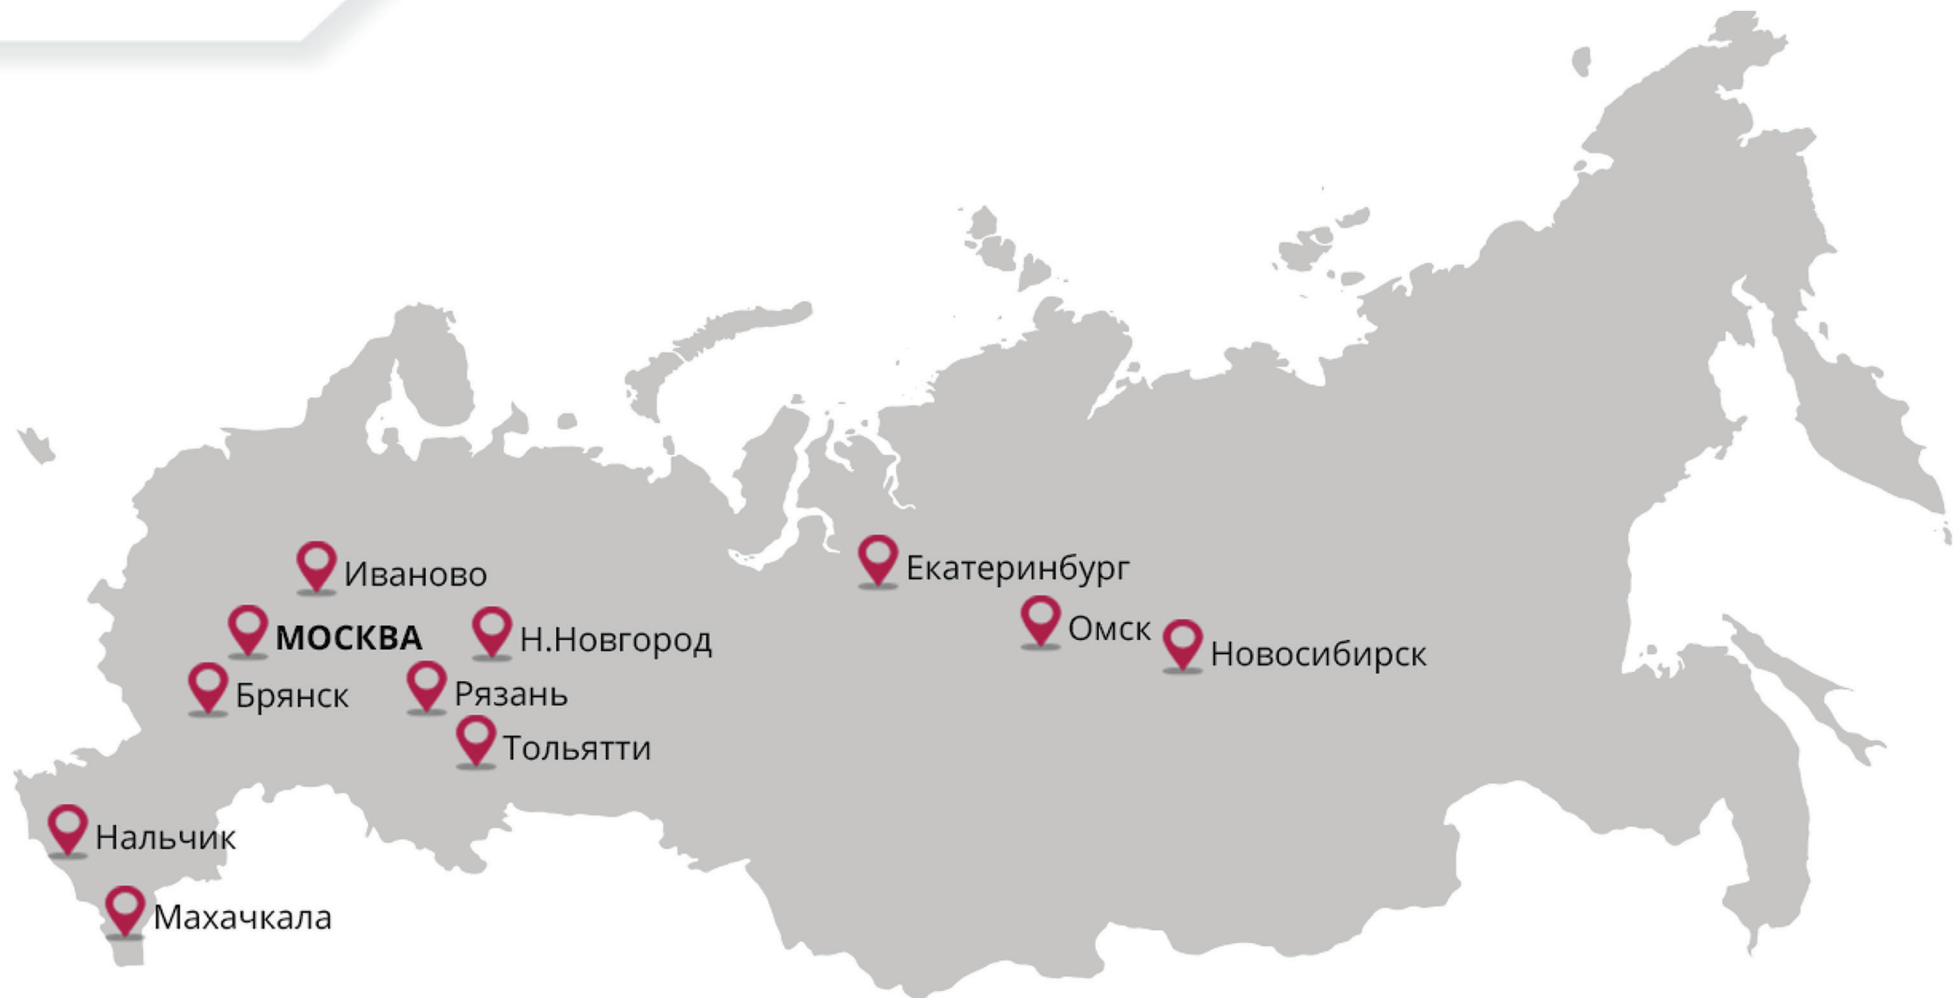 Екатеринбург
Иваново
Омск
МОСКВА
Н.Новгород
Новосибирск
Брянск
Рязань
Тольятти
Нальчик
Махачкала